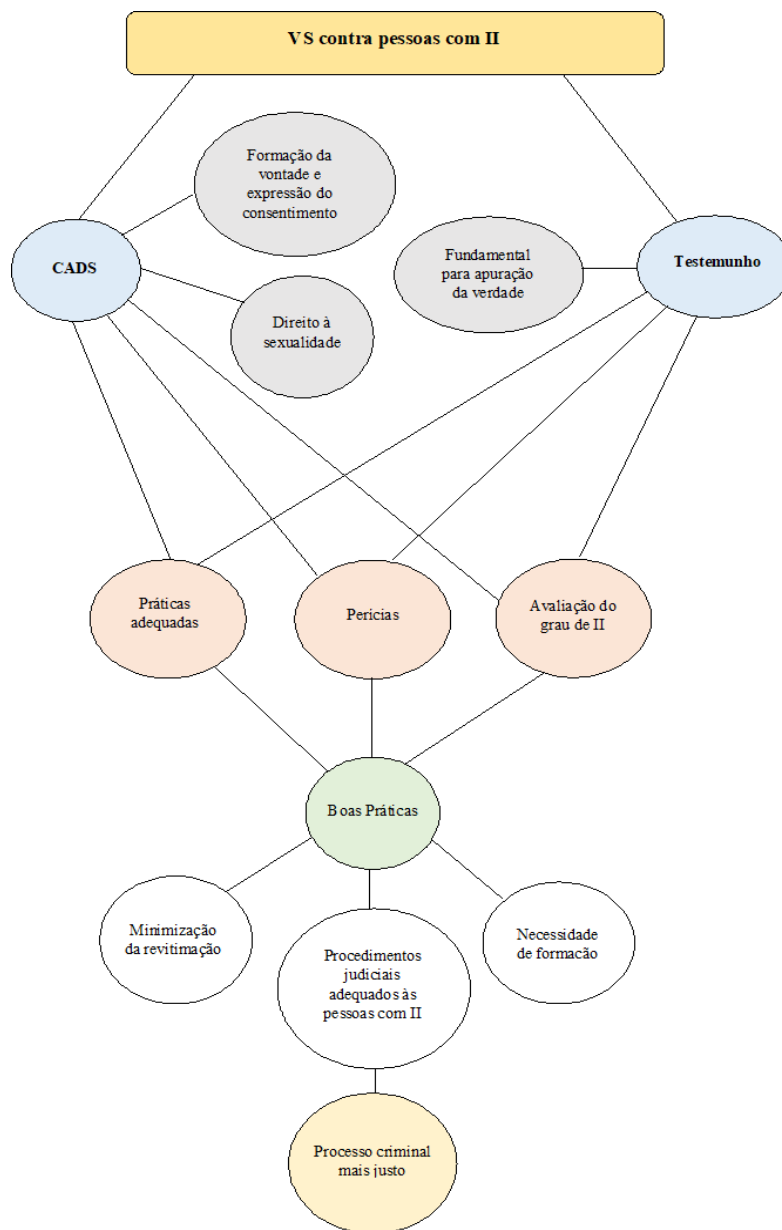 VS contra pessoas com II
Formação da
vontade e
expressão do
consentimento
CADS
Fundamental
para apuração
da verdade
Testemunho
Direito à
sexualidade
Práticas
adequadas
Perícias
Avaliação do
grau de II
Boas Práticas
Minimização
da revitimação
Procedimentos
judiciais
adequados às
pessoas com II
Necessidade
de formação
Processo criminal
mais justo